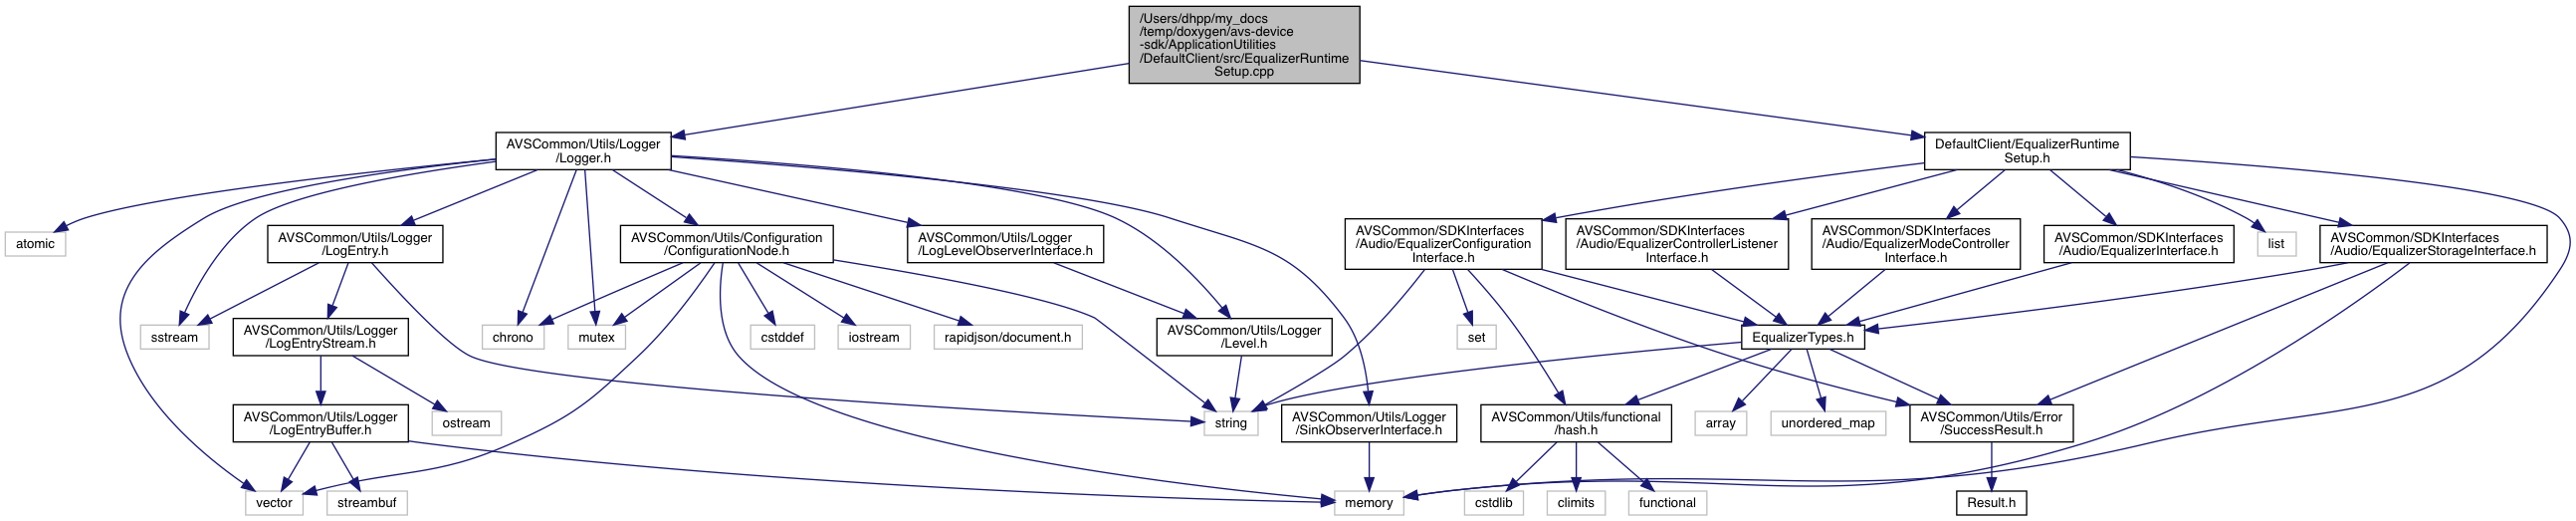 /Users/dhpp/my_docs
/temp/doxygen/avs-device
-sdk/ApplicationUtilities
/DefaultClient/src/EqualizerRuntime
Setup.cpp
AVSCommon/Utils/Logger
/Logger.h
DefaultClient/EqualizerRuntime
Setup.h
atomic
AVSCommon/Utils/Logger
/LogEntry.h
AVSCommon/Utils/Configuration
/ConfigurationNode.h
AVSCommon/Utils/Logger
/LogLevelObserverInterface.h
AVSCommon/SDKInterfaces
/Audio/EqualizerConfiguration
Interface.h
AVSCommon/SDKInterfaces
/Audio/EqualizerControllerListener
Interface.h
AVSCommon/SDKInterfaces
/Audio/EqualizerModeController
Interface.h
AVSCommon/SDKInterfaces
/Audio/EqualizerInterface.h
list
AVSCommon/SDKInterfaces
/Audio/EqualizerStorageInterface.h
sstream
AVSCommon/Utils/Logger
/LogEntryStream.h
chrono
mutex
cstddef
iostream
rapidjson/document.h
AVSCommon/Utils/Logger
/Level.h
set
EqualizerTypes.h
AVSCommon/Utils/Logger
/LogEntryBuffer.h
ostream
string
AVSCommon/Utils/Logger
/SinkObserverInterface.h
AVSCommon/Utils/functional
/hash.h
array
unordered_map
AVSCommon/Utils/Error
/SuccessResult.h
vector
streambuf
memory
cstdlib
climits
functional
Result.h